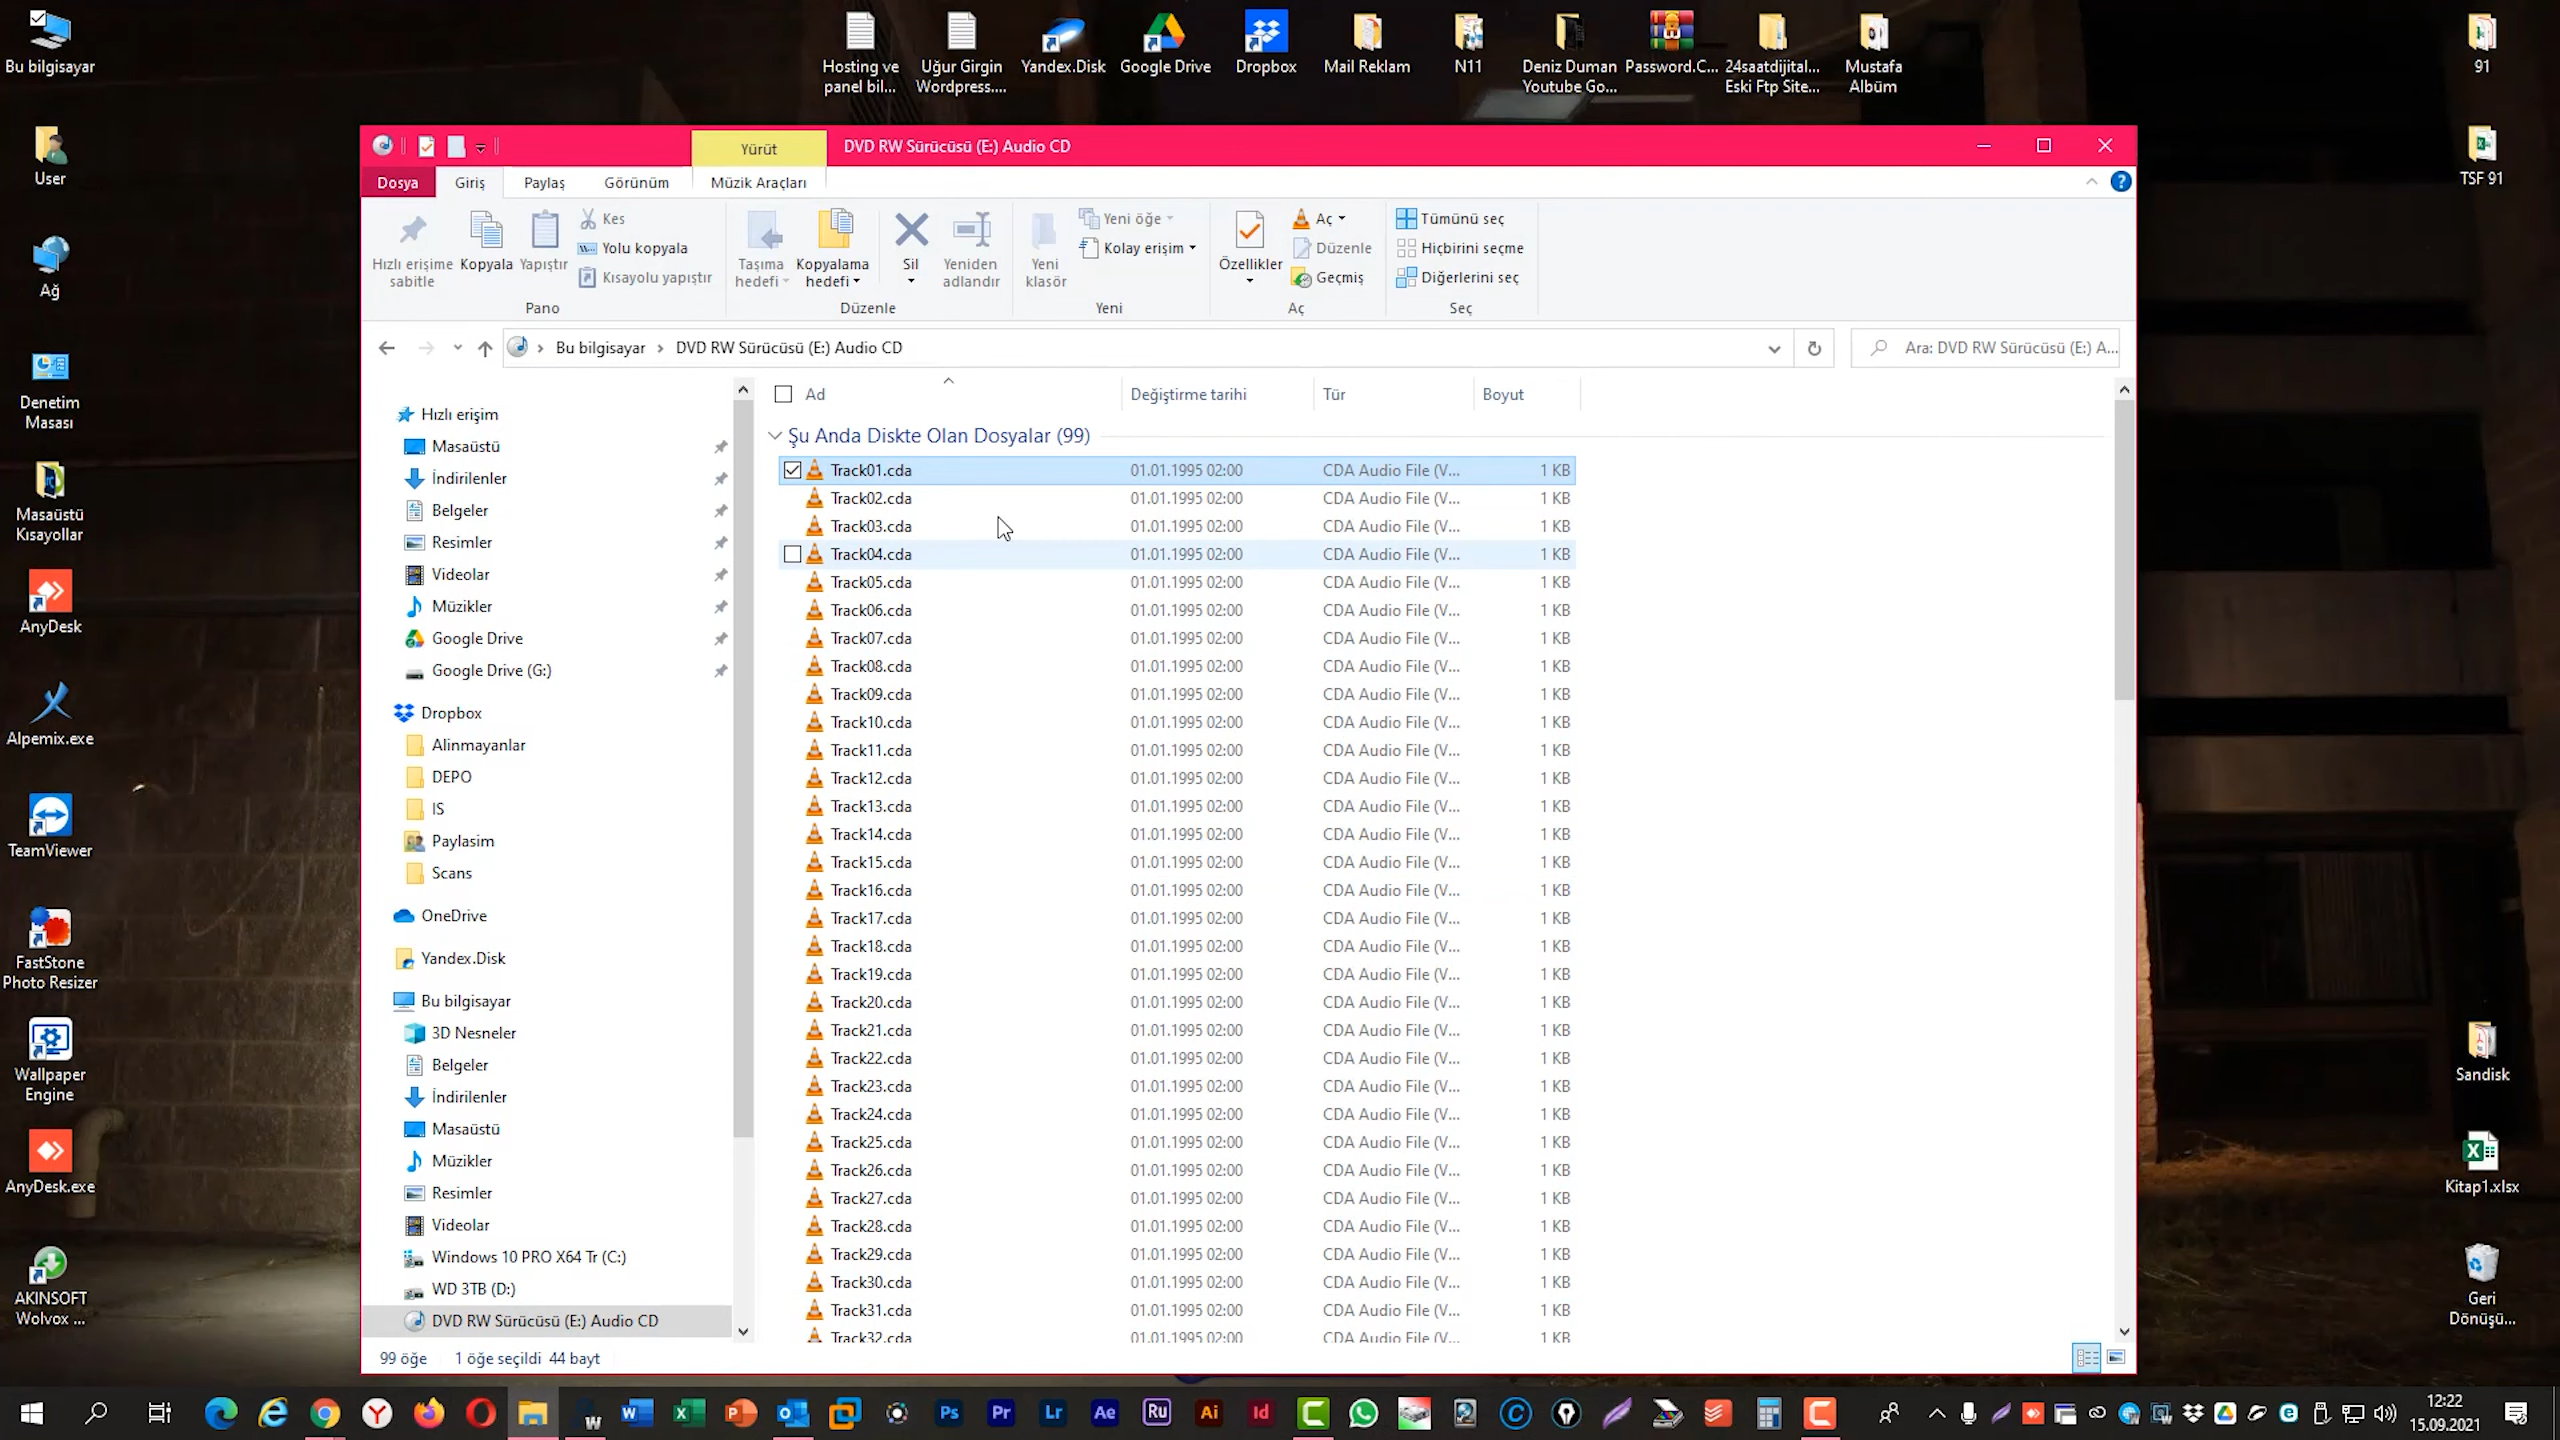 Bu bilgisayar
User
Ağ
Denetim
Masası
Masaüstü
Kısayollar
AnyDesk
Alpemix.exe
TeamViewer
FastStone
Photo Resizer
Wallpaper
Engine
AnyDesk.exe
AKINSOFT
Wolvox ...
Hosting ve
panel bil...
Uğur Girgin
Wordpress....
Yandex.Disk
Google Drive
Dropbox
Mail Reklam
N11
Deniz Duman
Youtube Go...
Password.C...
24saatdijital...
Eski Ftp Site...
Mustafa
Albüm
91
TSF 91
Sandisk
Kitap1.xlsx
Geri
Dönüşü...
Yürüt
DVD RW Sürücüsü (E:) Audio CD
Dosya
Giriş
Paylaş
Görünüm
Müzik Araçları
Hızlı erişime
sabitle
Kopyala
Yapıştır
Kes
Yolu kopyala
Kısayolu yapıştır
Pano
Taşıma
hedefi
Kopyalama
hedefi
Sil
Yeniden
adlandır
Düzenle
Yeni
klasör
Yeni öğe
Kolay erişim
Yeni
Özellikler
Aç
Düzenle
Geçmiş
Aç
Tümünü seç
Hiçbirini seçme
Diğerlerini seç
Seç
Bu bilgisayar
DVD RW Sürücüsü (E:) Audio CD
Ara: DVD RW Sürücüsü (E:) A...
Hızlı erişim
Masaüstü
İndirilenler
Belgeler
Resimler
Videolar
Müzikler
Google Drive
Google Drive (G:)
Dropbox
Alinmayanlar
DEPO
IS
Paylasim
Scans
OneDrive
Yandex.Disk
Bu bilgisayar
3D Nesneler
Belgeler
İndirilenler
Masaüstü
Müzikler
Resimler
Videolar
Windows 10 PRO X64 Tr (C:)
WD 3TB (D:)
DVD RW Sürücüsü (E:) Audio CD
Ad Değiştirme tarihi Tür Boyut
Şu Anda Diskte Olan Dosyalar (99)
Track01.cda 01.01.1995 02:00 CDA Audio File (V... 1 KB
Track02.cda 01.01.1995 02:00 CDA Audio File (V... 1 KB
Track03.cda 01.01.1995 02:00 CDA Audio File (V... 1 KB
Track04.cda 01.01.1995 02:00 CDA Audio File (V... 1 KB
Track05.cda 01.01.1995 02:00 CDA Audio File (V... 1 KB
Track06.cda 01.01.1995 02:00 CDA Audio File (V... 1 KB
Track07.cda 01.01.1995 02:00 CDA Audio File (V... 1 KB
Track08.cda 01.01.1995 02:00 CDA Audio File (V... 1 KB
Track09.cda 01.01.1995 02:00 CDA Audio File (V... 1 KB
Track10.cda 01.01.1995 02:00 CDA Audio File (V... 1 KB
Track11.cda 01.01.1995 02:00 CDA Audio File (V... 1 KB
Track12.cda 01.01.1995 02:00 CDA Audio File (V... 1 KB
Track13.cda 01.01.1995 02:00 CDA Audio File (V... 1 KB
Track14.cda 01.01.1995 02:00 CDA Audio File (V... 1 KB
Track15.cda 01.01.1995 02:00 CDA Audio File (V... 1 KB
Track16.cda 01.01.1995 02:00 CDA Audio File (V... 1 KB
Track17.cda 01.01.1995 02:00 CDA Audio File (V... 1 KB
Track18.cda 01.01.1995 02:00 CDA Audio File (V... 1 KB
Track19.cda 01.01.1995 02:00 CDA Audio File (V... 1 KB
Track20.cda 01.01.1995 02:00 CDA Audio File (V... 1 KB
Track21.cda 01.01.1995 02:00 CDA Audio File (V... 1 KB
Track22.cda 01.01.1995 02:00 CDA Audio File (V... 1 KB
Track23.cda 01.01.1995 02:00 CDA Audio File (V... 1 KB
Track24.cda 01.01.1995 02:00 CDA Audio File (V... 1 KB
Track25.cda 01.01.1995 02:00 CDA Audio File (V... 1 KB
Track26.cda 01.01.1995 02:00 CDA Audio File (V... 1 KB
Track27.cda 01.01.1995 02:00 CDA Audio File (V... 1 KB
Track28.cda 01.01.1995 02:00 CDA Audio File (V... 1 KB
Track29.cda 01.01.1995 02:00 CDA Audio File (V... 1 KB
Track30.cda 01.01.1995 02:00 CDA Audio File (V... 1 KB
Track31.cda 01.01.1995 02:00 CDA Audio File (V... 1 KB
Track32.cda 01.01.1995 02:00 CDA Audio File (V... 1 KB
99 öğe 1 öğe seçildi 44 bayt
Ps Pr Lr Ae Ru Ai Id
12:22
15.09.2021